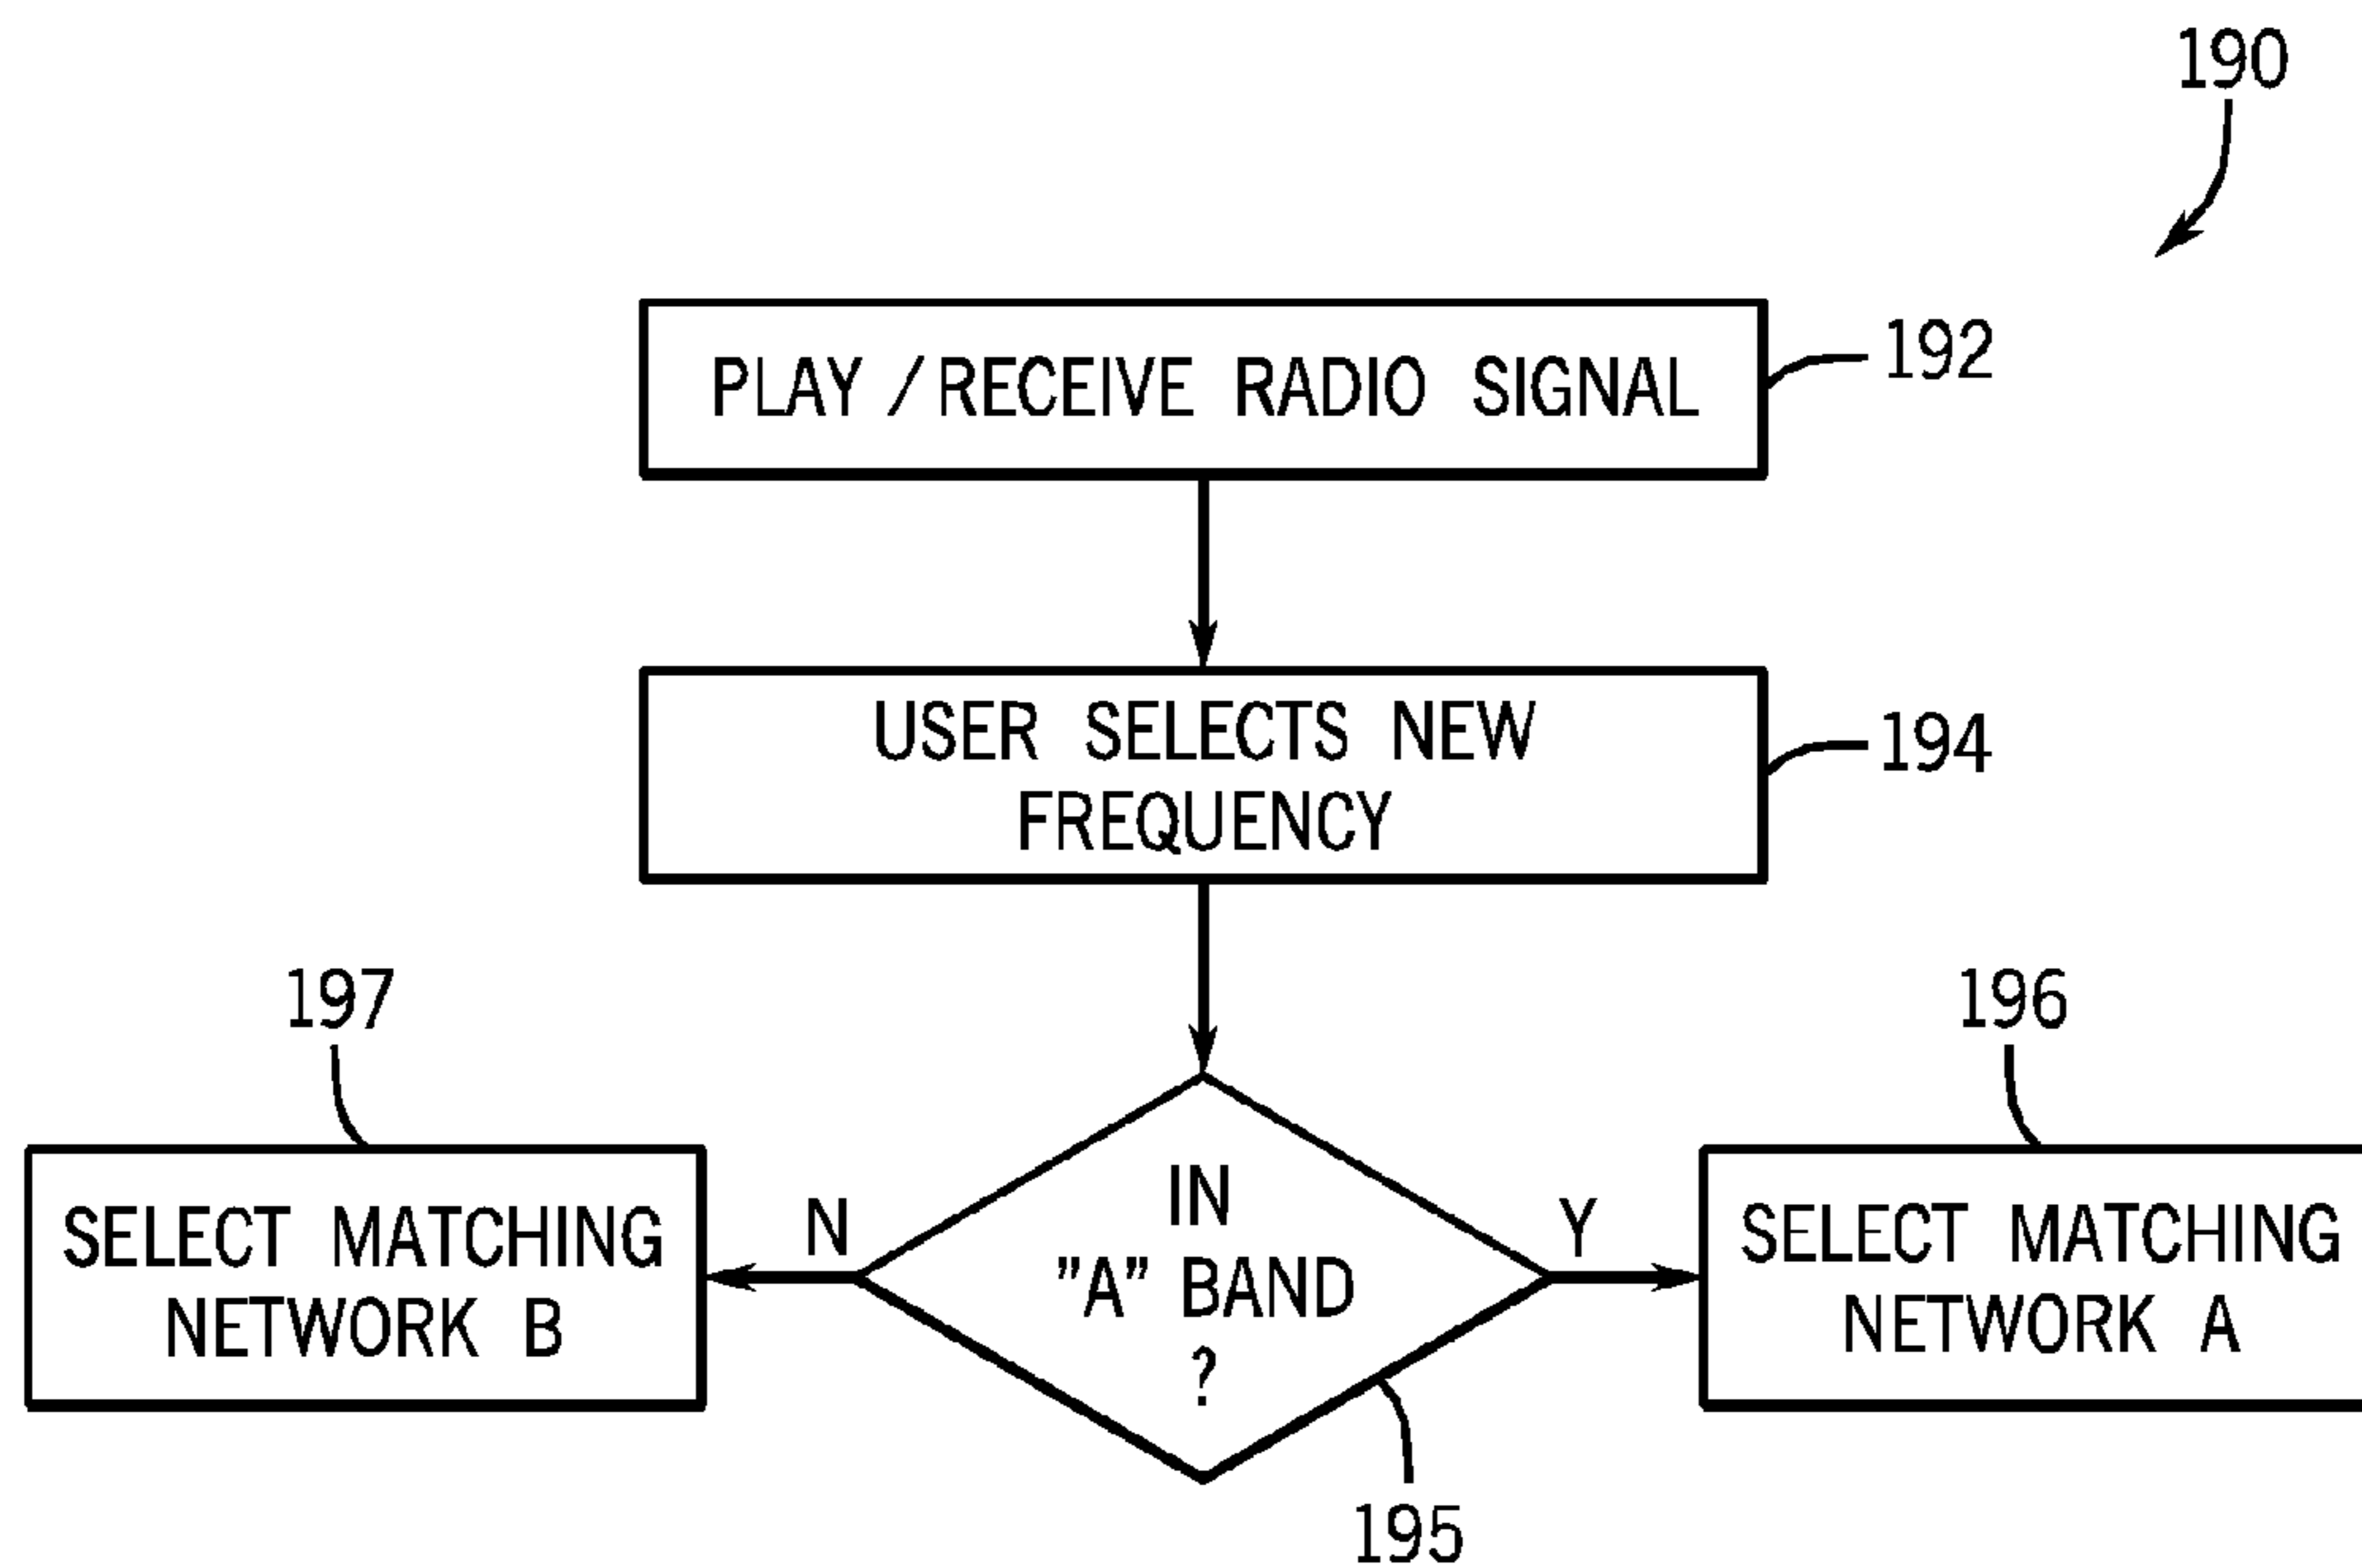 190
PLAY/RECEIVE RADIO SIGNAL
192
USER SELECTS NEW
FREQUENCY
194
197
196
SELECT MATCHING
NETWORK B
N
IN
"A" BAND
?
Y
SELECT MATCHING
NETWORK A
195